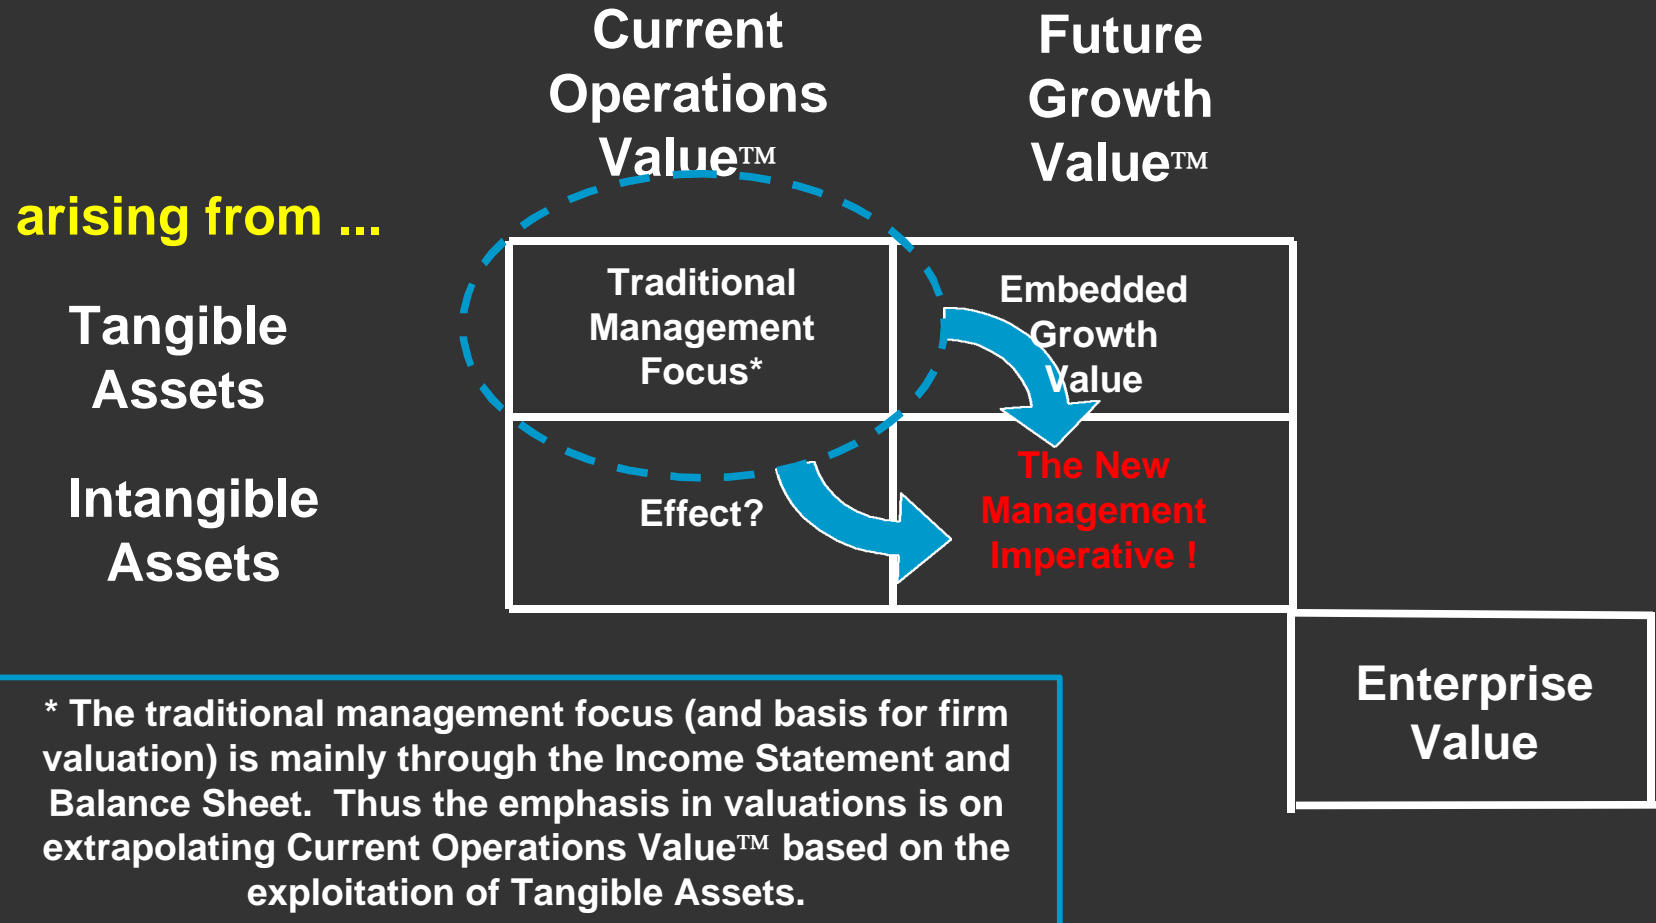 Current
Operations
Value™
Future
Growth
Value™
arising from ...
Tangible
Assets
Traditional
Management
Focus*
Embedded
Growth
Value
Intangible
Assets
Effect?
The New
Management
Imperative !
Enterprise
Value
* The traditional management focus (and basis for firm
valuation) is mainly through the Income Statement and
Balance Sheet.  Thus the emphasis in valuations is on
extrapolating Current Operations Value™ based on the
exploitation of Tangible Assets.